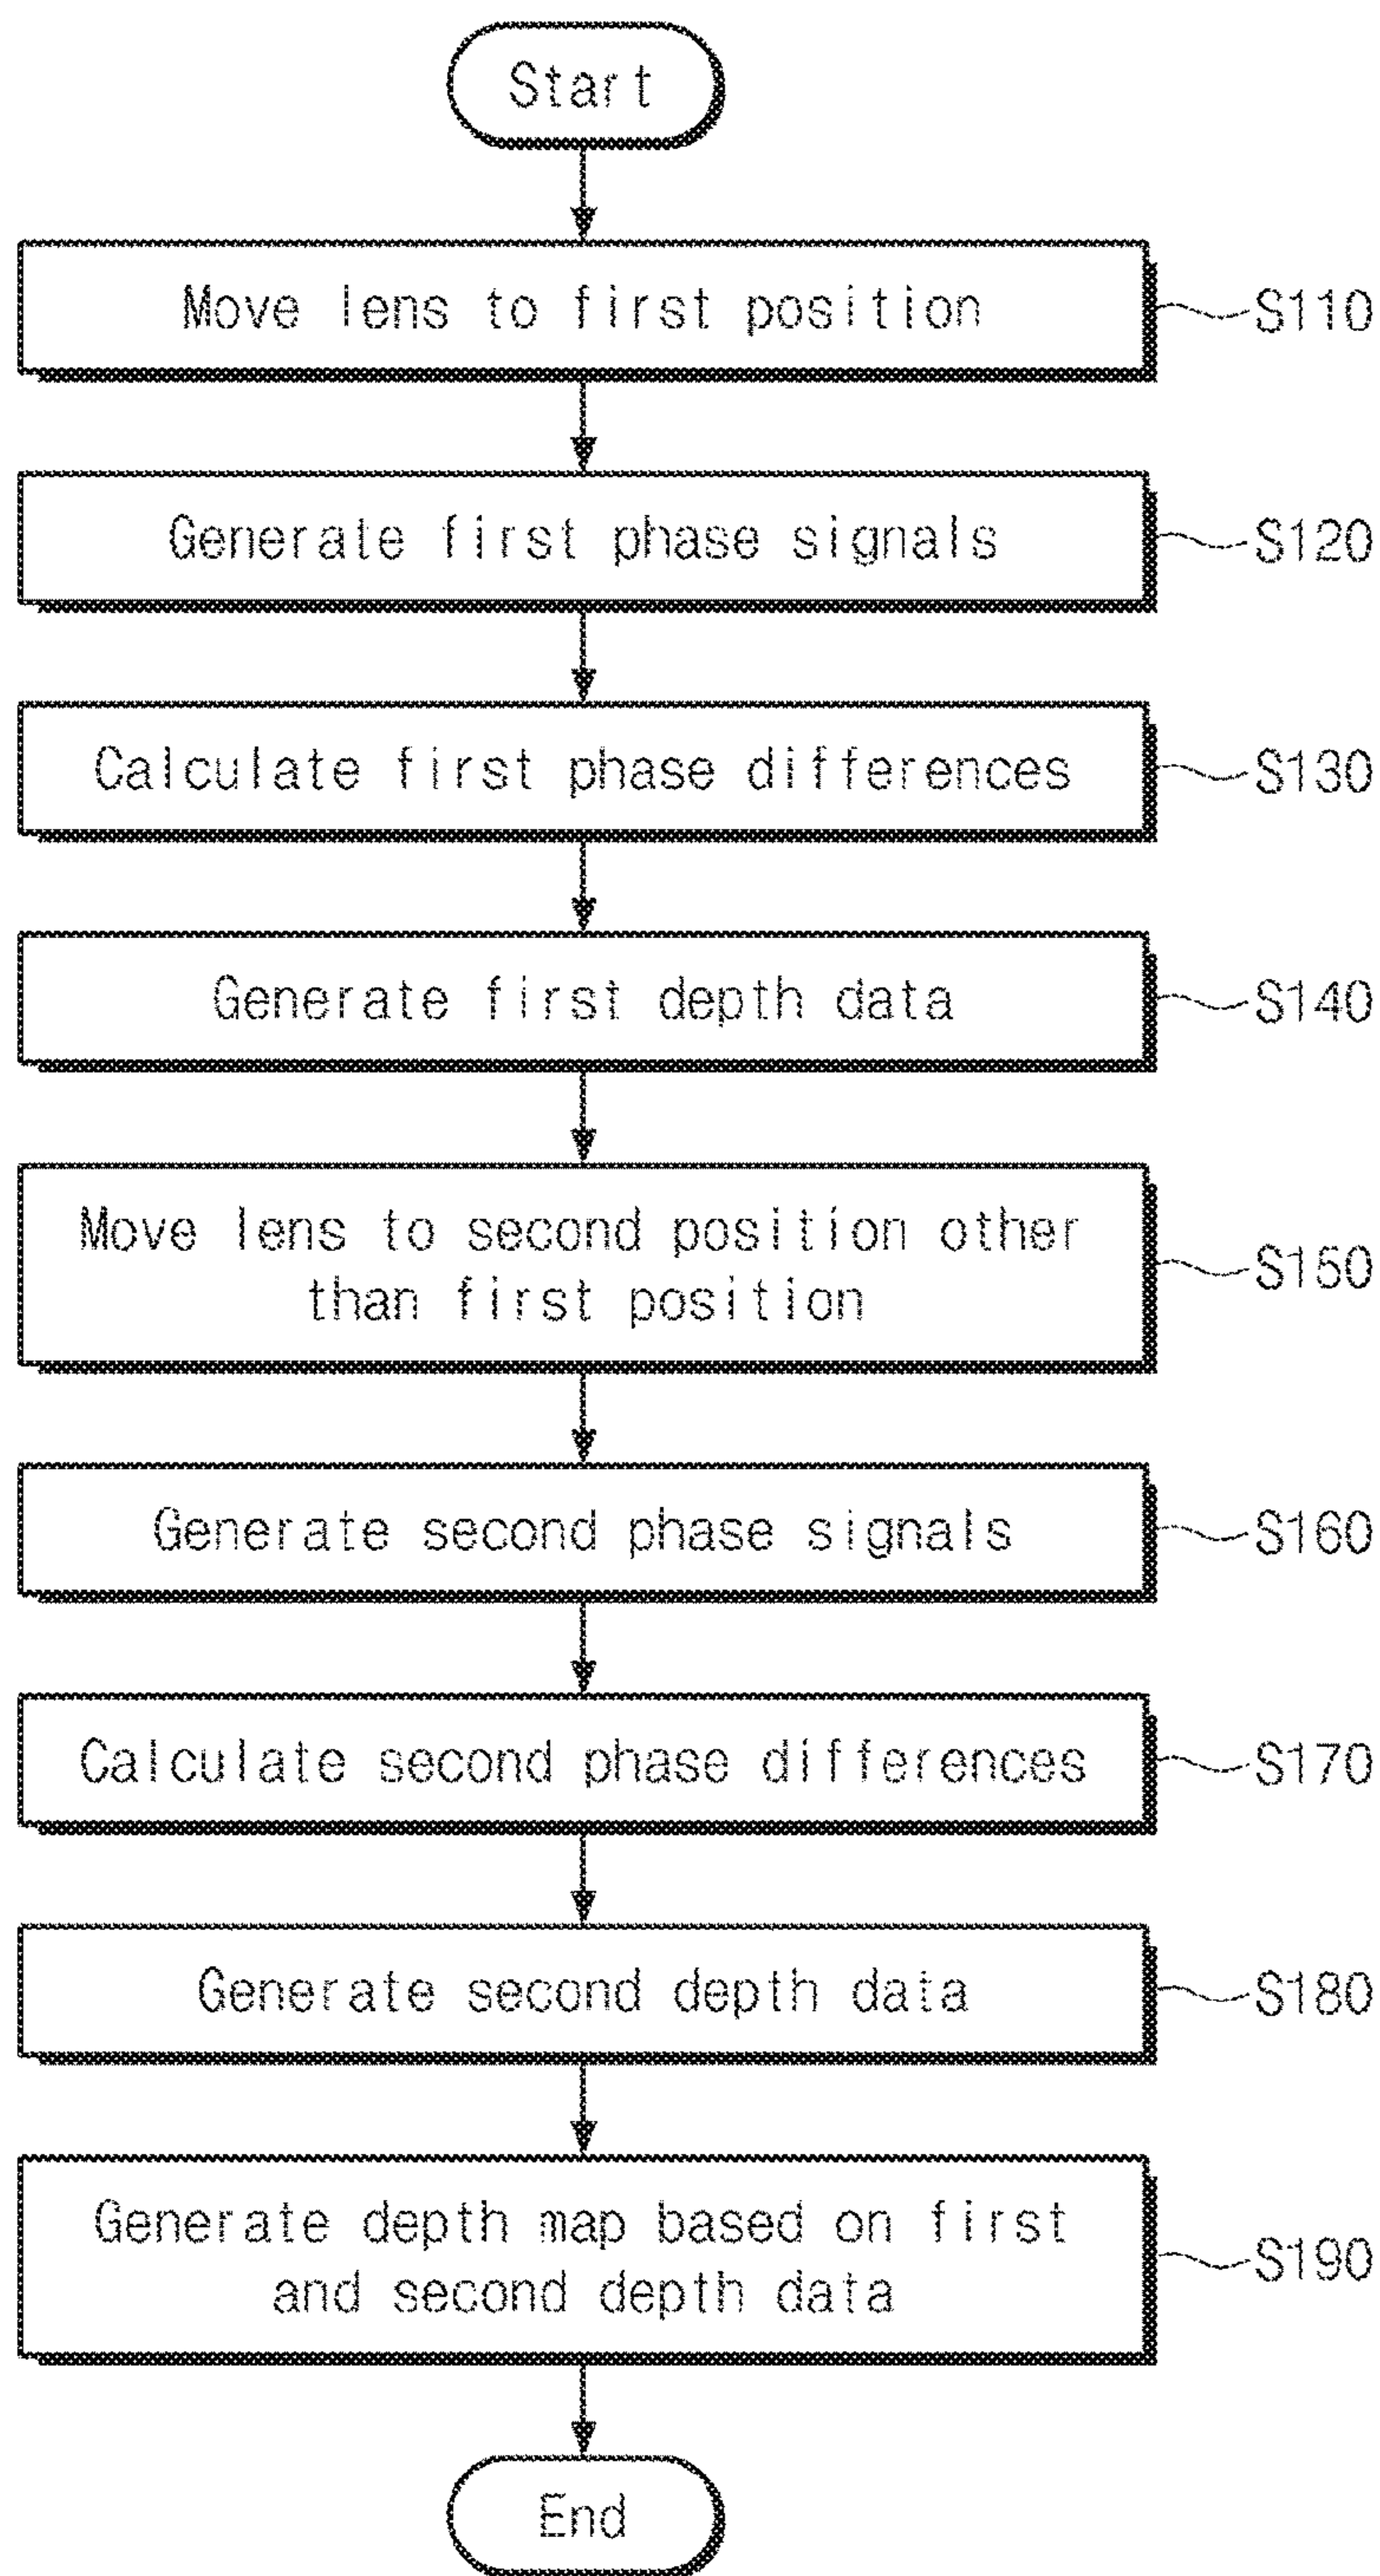 Start
Move lens to first position
S110
Generate first phase signals
S120
Calculate first phase differences
S130
Generate first depth data
S140
Move lens to second position other
than first position
S150
Generate second phase signals
S160
Calculate second phase differences
S170
Generate second depth data
S180
Generate depth map based on first
and second depth data
S190
End